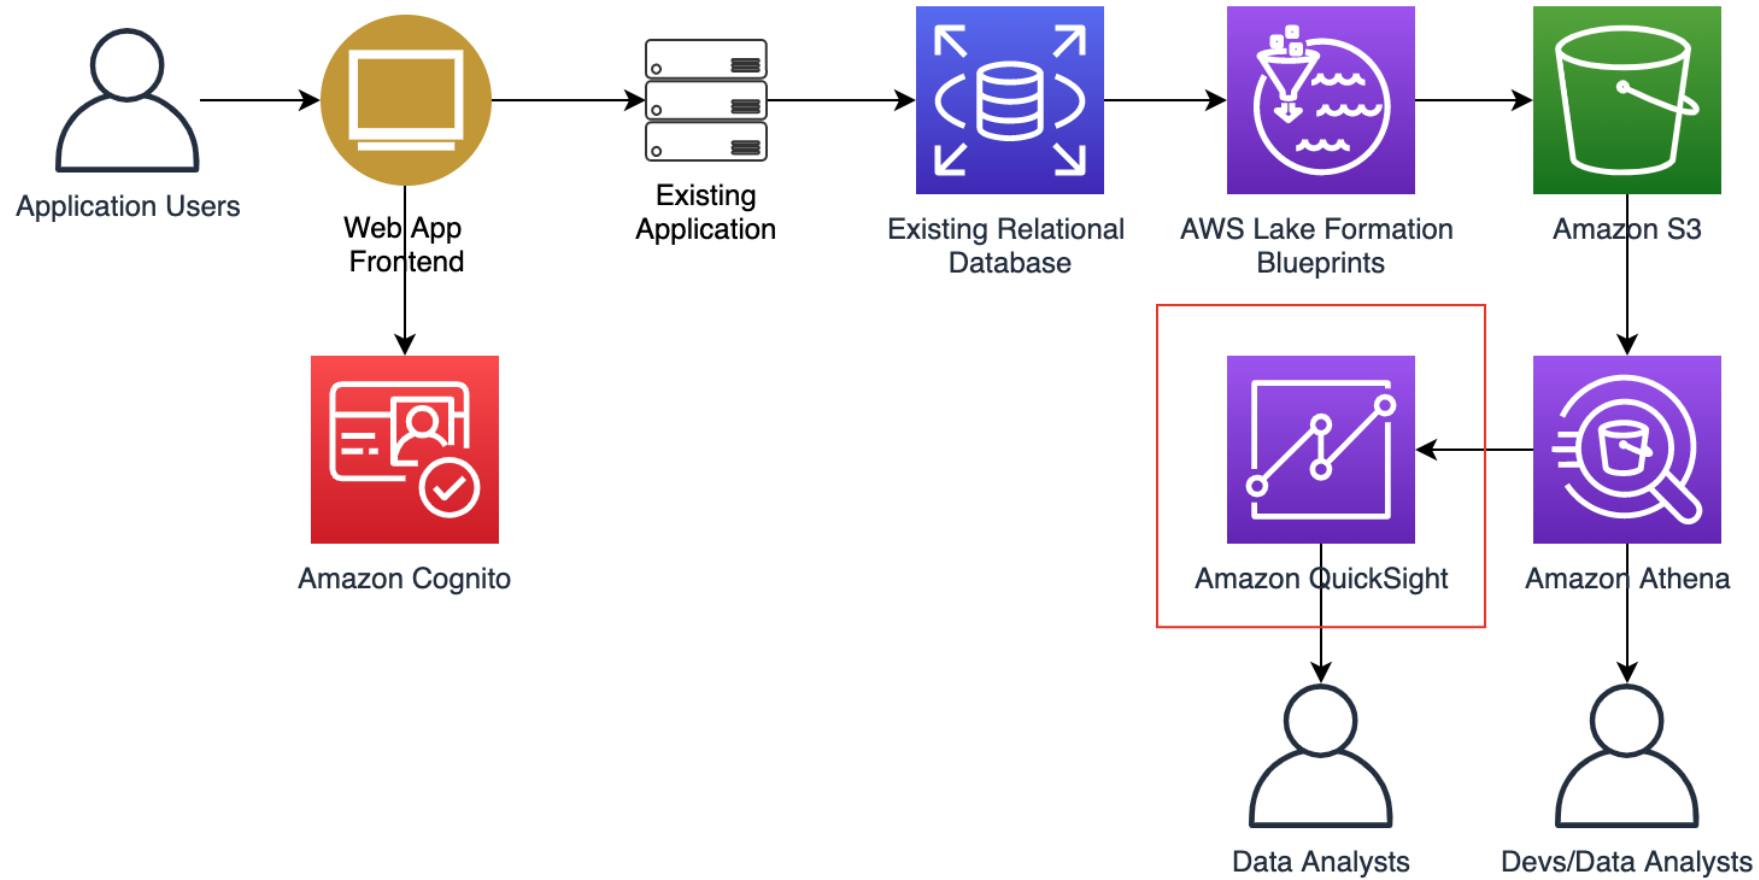 Application Users
Web App
Frontend
Existing
Application
Existing Relational
Database
AWS Lake Formation
Blueprints
Amazon S3
Amazon Cognito
Amazon QuickSight
Amazon Athena
Data Analysts
Devs/Data Analysts